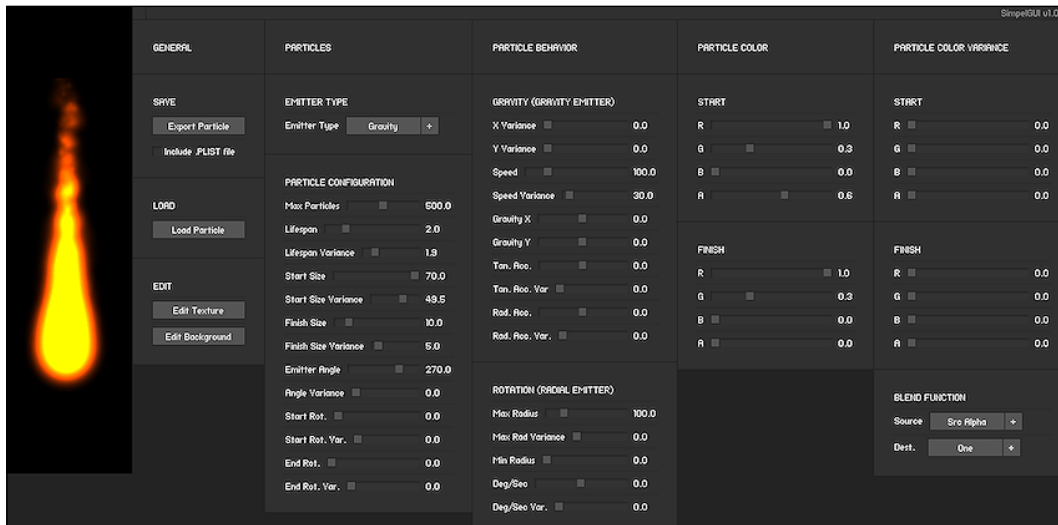 SimpelGUI v1.0
GENERAL
SAVE
Export Particle
Include .PLIST file
LOAD
Load Particle
EDIT
Edit Texture
Edit Background
PARTICLES
EMITTER TYPE
Emitter Type Gravity +
PARTICLE CONFIGURATION
Max Particles 500.0
Lifespan 2.0
Lifespan Variance 1.9
Start Size 70.0
Start Size Variance 49.5
Finish Size 10.0
Finish Size Variance 5.0
Emitter Angle 270.0
Angle Variance 0.0
Start Rot. 0.0
Start Rot. Var. 0.0
End Rot. 0.0
End Rot. Var. 0.0
PARTICLE BEHAVIOR
GRAVITY (GRAVITY EMITTER)
X Variance 0.0
Y Variance 0.0
Speed 100.0
Speed Variance 30.0
Gravity X 0.0
Gravity Y 0.0
Tan. Acc. 0.0
Tan. Acc. Var 0.0
Rad. Acc. 0.0
Rad. Acc. Var. 0.0
ROTATION (RADIAL EMITTER)
Max Radius 100.0
Max Rad Variance 0.0
Min Radius 0.0
Deg/Sec 0.0
Deg/Sec Var. 0.0
PARTICLE COLOR
START
R 1.0
G 0.3
B 0.0
A 0.6
FINISH
R 1.0
G 0.3
B 0.0
A 0.0
PARTICLE COLOR VARIANCE
START
R 0.0
G 0.0
B 0.0
A 0.0
FINISH
R 0.0
G 0.0
B 0.0
A 0.0
BLEND FUNCTION
Source Src Alpha +
Dest. One +